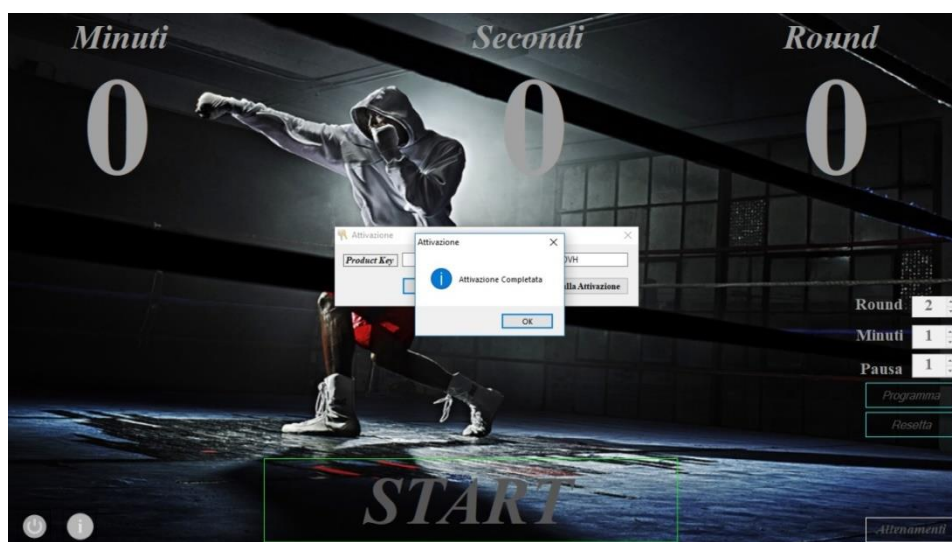 Minuti
Secondi
Round
0
0
0
Attivazione
Attivazione
Product Key
OVH
Attivazione Completata
lla Attivazione
OK
Round 2
Minuti 1
Pausa 1
Programma
Resetta
START
Allenamenti